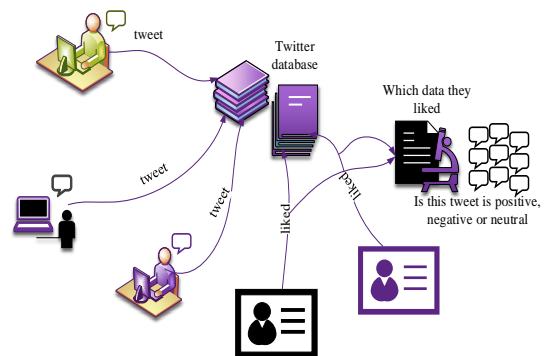 tweet
Twitter
database
Which data they
liked
tweet
tweet
liked
liked
Is this tweet is positive,
negative or neutral